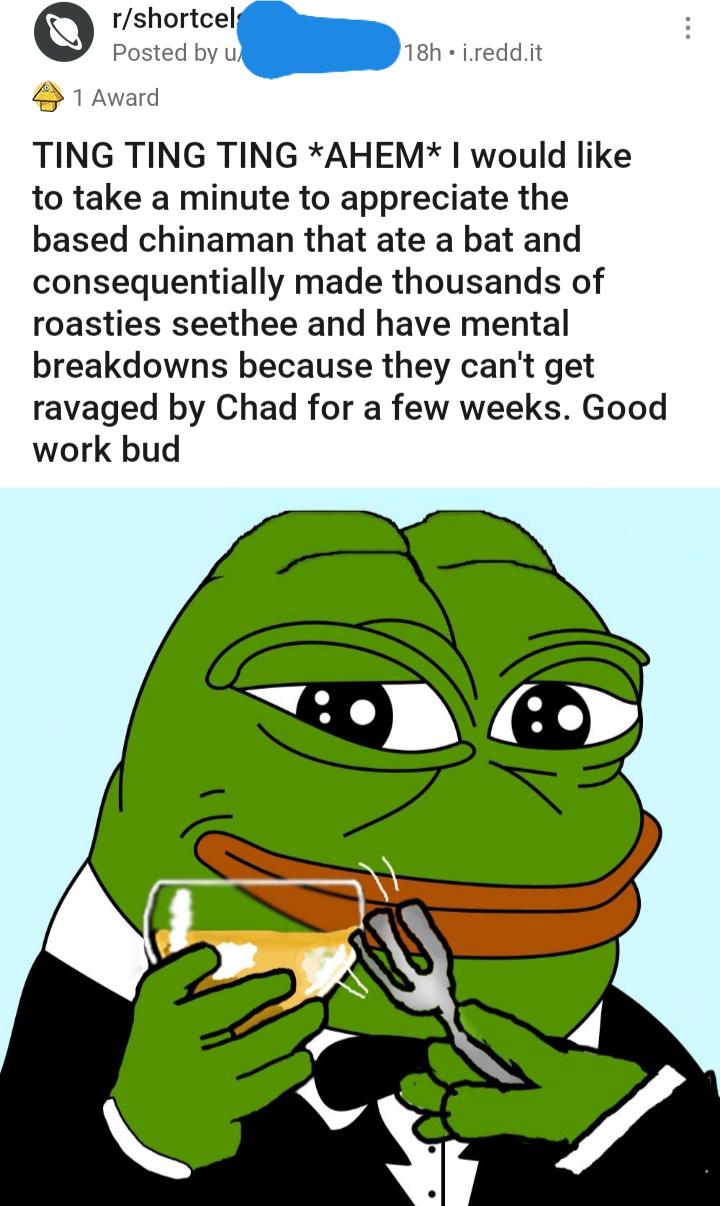 r/shortcels
Posted by u/ 18h • i.redd.it
1 Award
TING TING TING *AHEM* I would like
to take a minute to appreciate the
based chinaman that ate a bat and
consequentially made thousands of
roasties seethee and have mental
breakdowns because they can't get
ravaged by Chad for a few weeks. Good
work bud